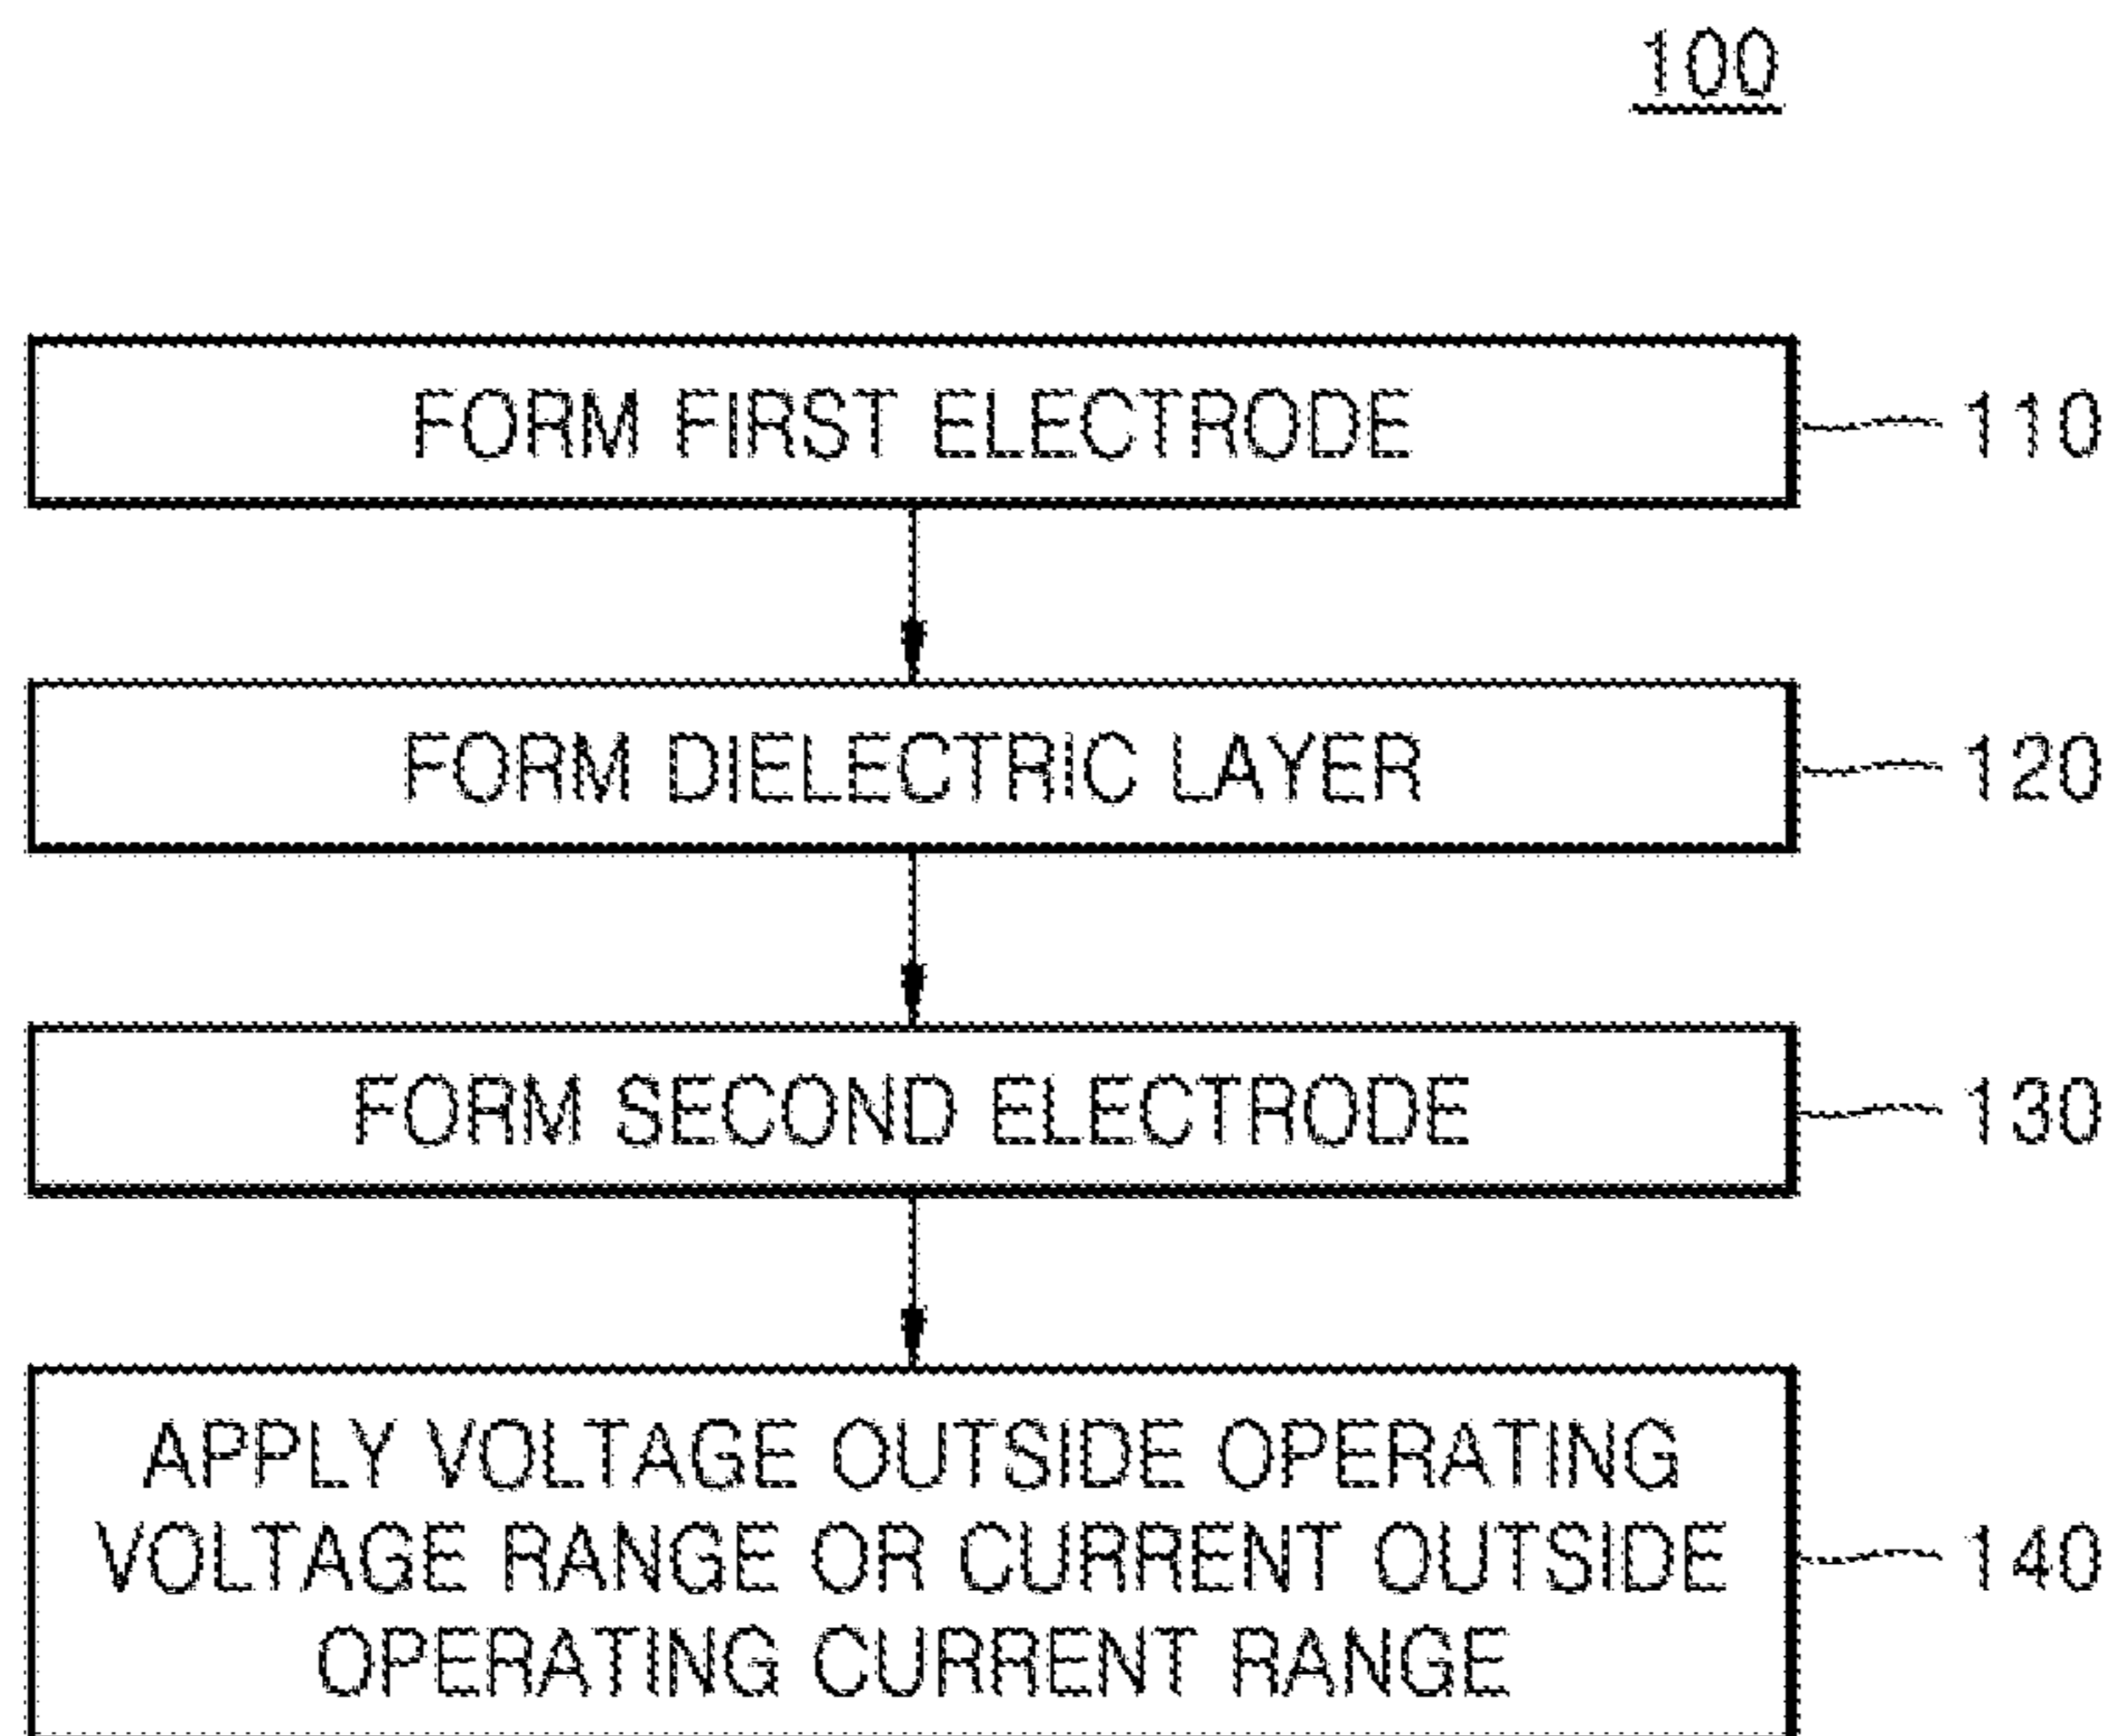 100
FORM FIRST ELECTRODE
110
FORM DIELECTRIC LAYER
120
FORM SECOND ELECTRODE
130
APPLY VOLTAGE OUTSIDE OPERATING
VOLTAGE RANGE OR CURRENT OUTSIDE
OPERATING CURRENT RANGE
140